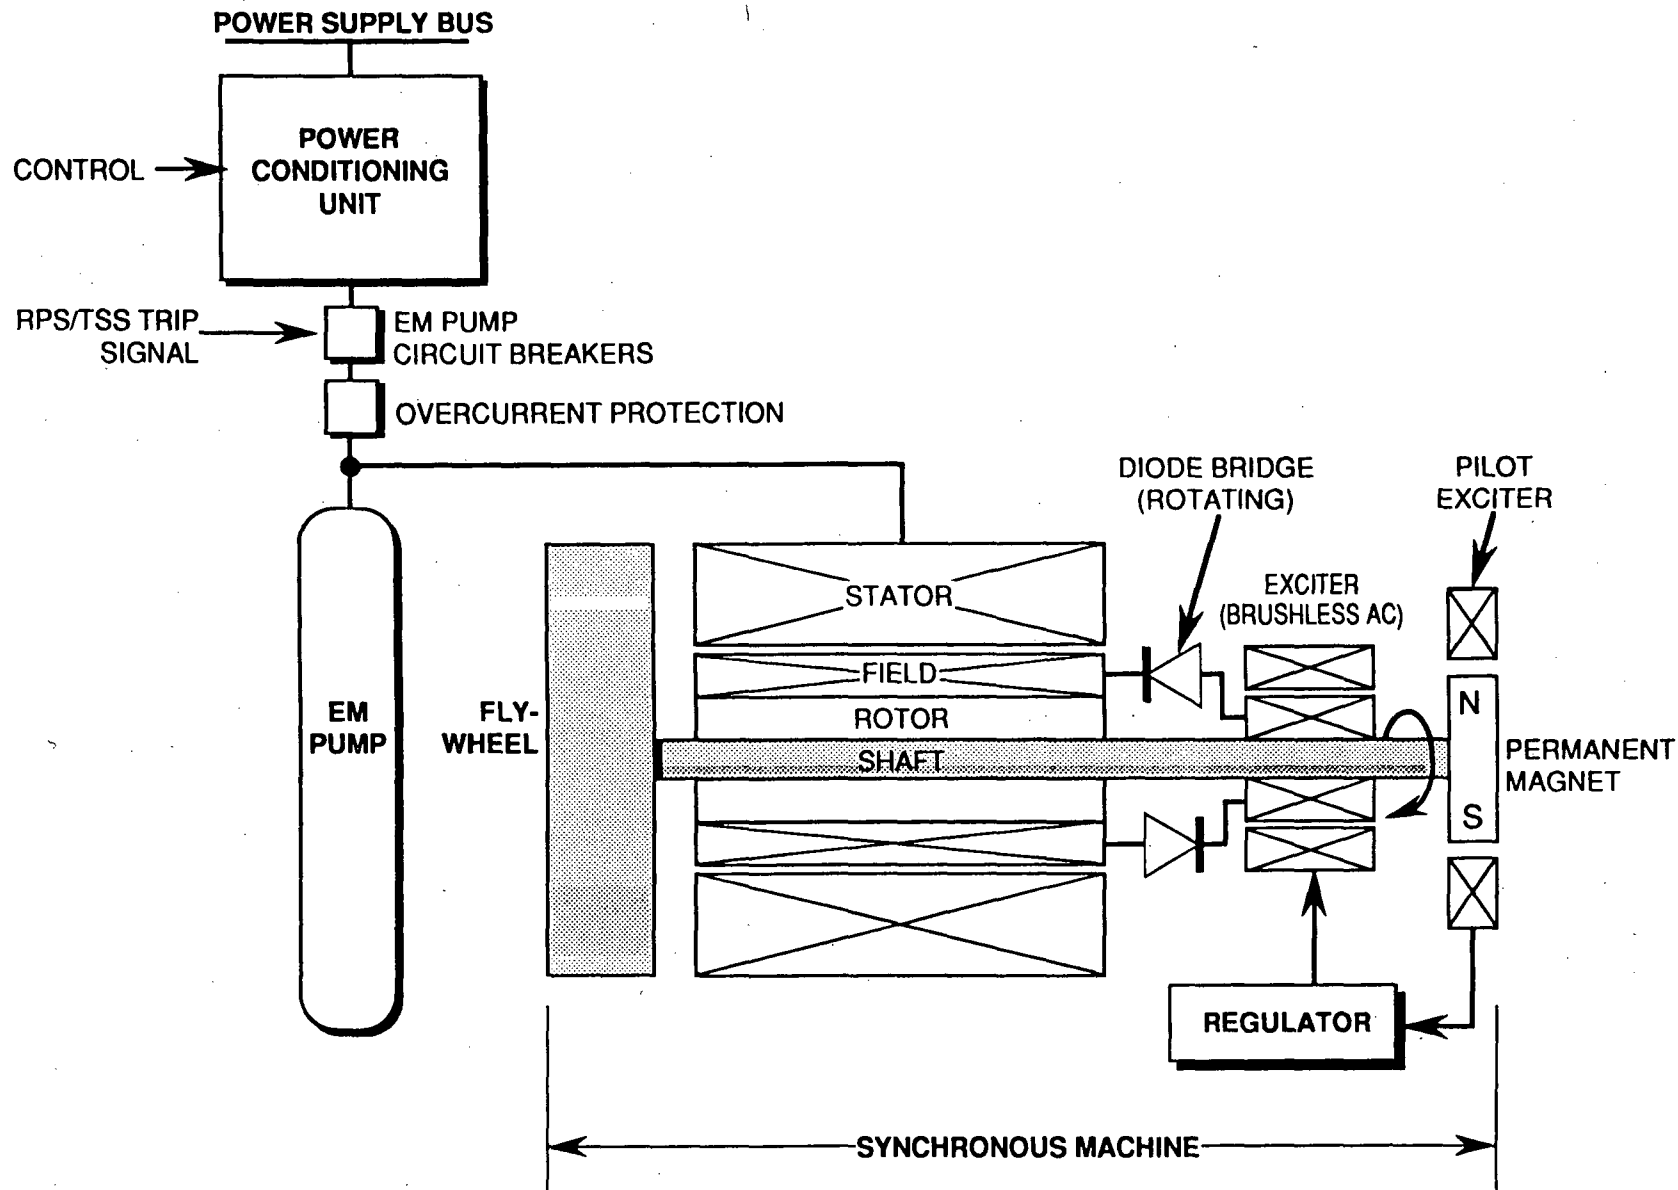 POWER SUPPLY BUS
POWER
CONDITIONING
UNIT
CONTROL
RPS/TSS TRIP
SIGNAL
EM PUMP
CIRCUIT BREAKERS
OVERCURRENT PROTECTION
DIODE BRIDGE
(ROTATING)
PILOT
EXCITER
EXCITER
(BRUSHLESS AC)
STATOR
FIELD
ROTOR
SHAFT
EM
PUMP
FLY-
WHEEL
N
S
PERMANENT
MAGNET
REGULATOR
SYNCHRONOUS MACHINE